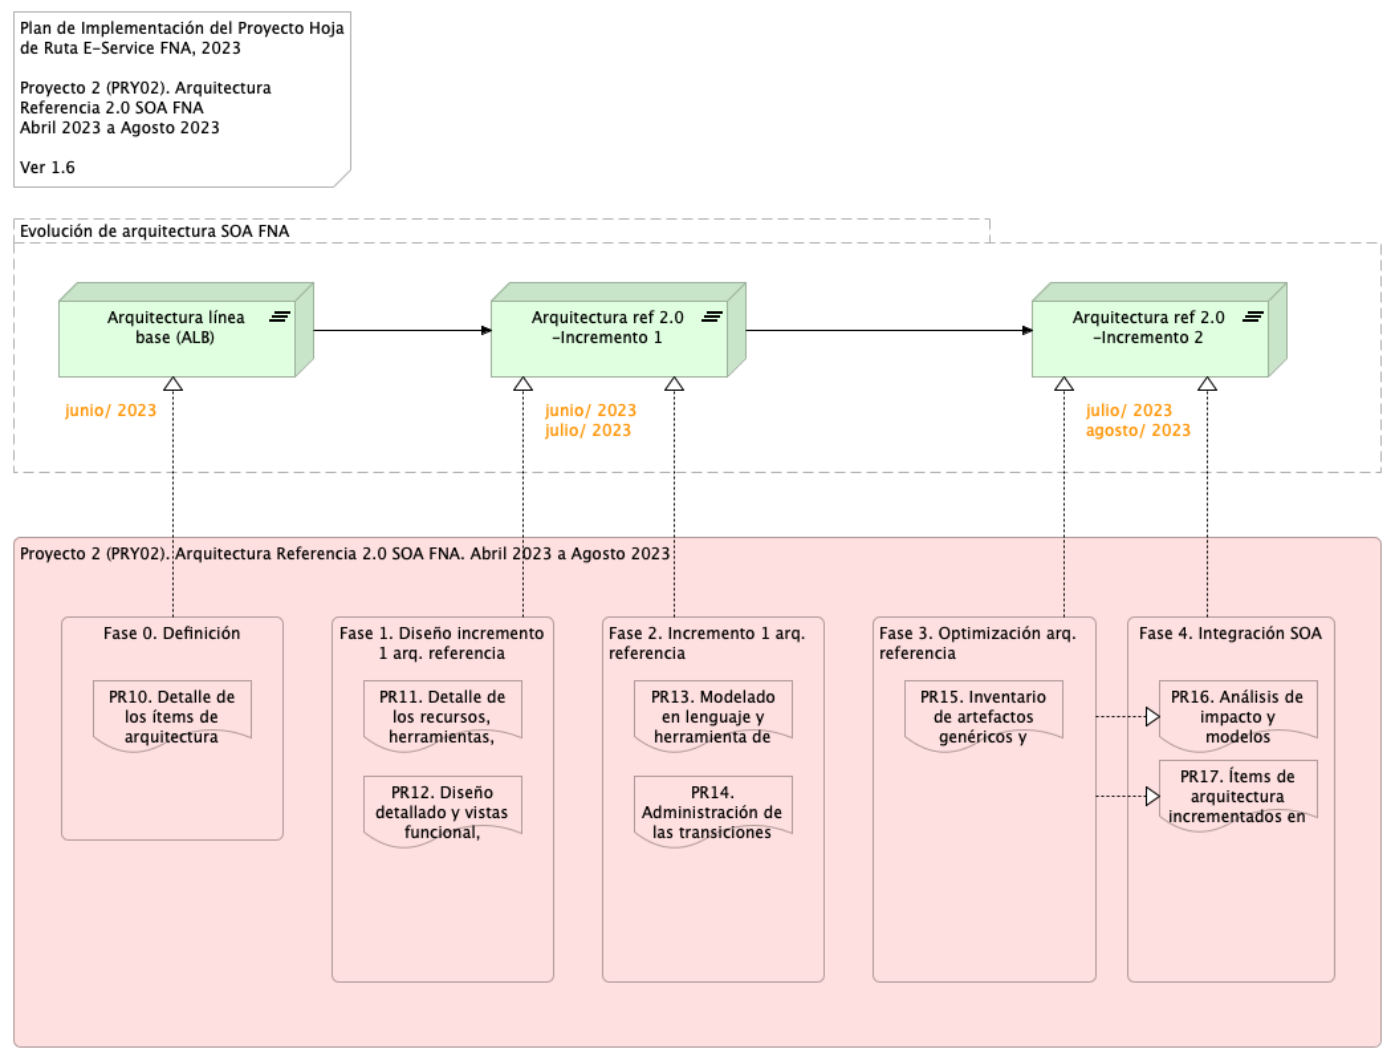 Plan de Implementación del Proyecto Hoja
de Ruta E-Service FNA, 2023
Proyecto 2 (PRY02). Arquitectura
Referencia 2.0 SOA FNA
Abril 2023 a Agosto 2023
Ver 1.6
Evolución de arquitectura SOA FNA
Arquitectura línea
base (ALB)
Arquitectura ref 2.0
-Incremento 1
Arquitectura ref 2.0
-Incremento 2
junio/ 2023
junio/ 2023
julio/ 2023
julio/ 2023
agosto/ 2023
Proyecto 2 (PRY02). Arquitectura Referencia 2.0 SOA FNA. Abril 2023 a Agosto 2023
Fase 0. Definición
PR10. Detalle de
los ítems de
arquitectura
Fase 1. Diseño incremento
1 arq. referencia
PR11. Detalle de
los recursos,
herramientas,
PR12. Diseño
detallado y vistas
funcional,
Fase 2. Incremento 1 arq.
referencia
PR13. Modelado
en lenguaje y
herramienta de
PR14.
Administración de
las transiciones
Fase 3. Optimización arq.
referencia
PR15. Inventario
de artefactos
genéricos y
Fase 4. Integración SOA
PR16. Análisis de
impacto y
modelos
PR17. Ítems de
arquitectura
incrementados en